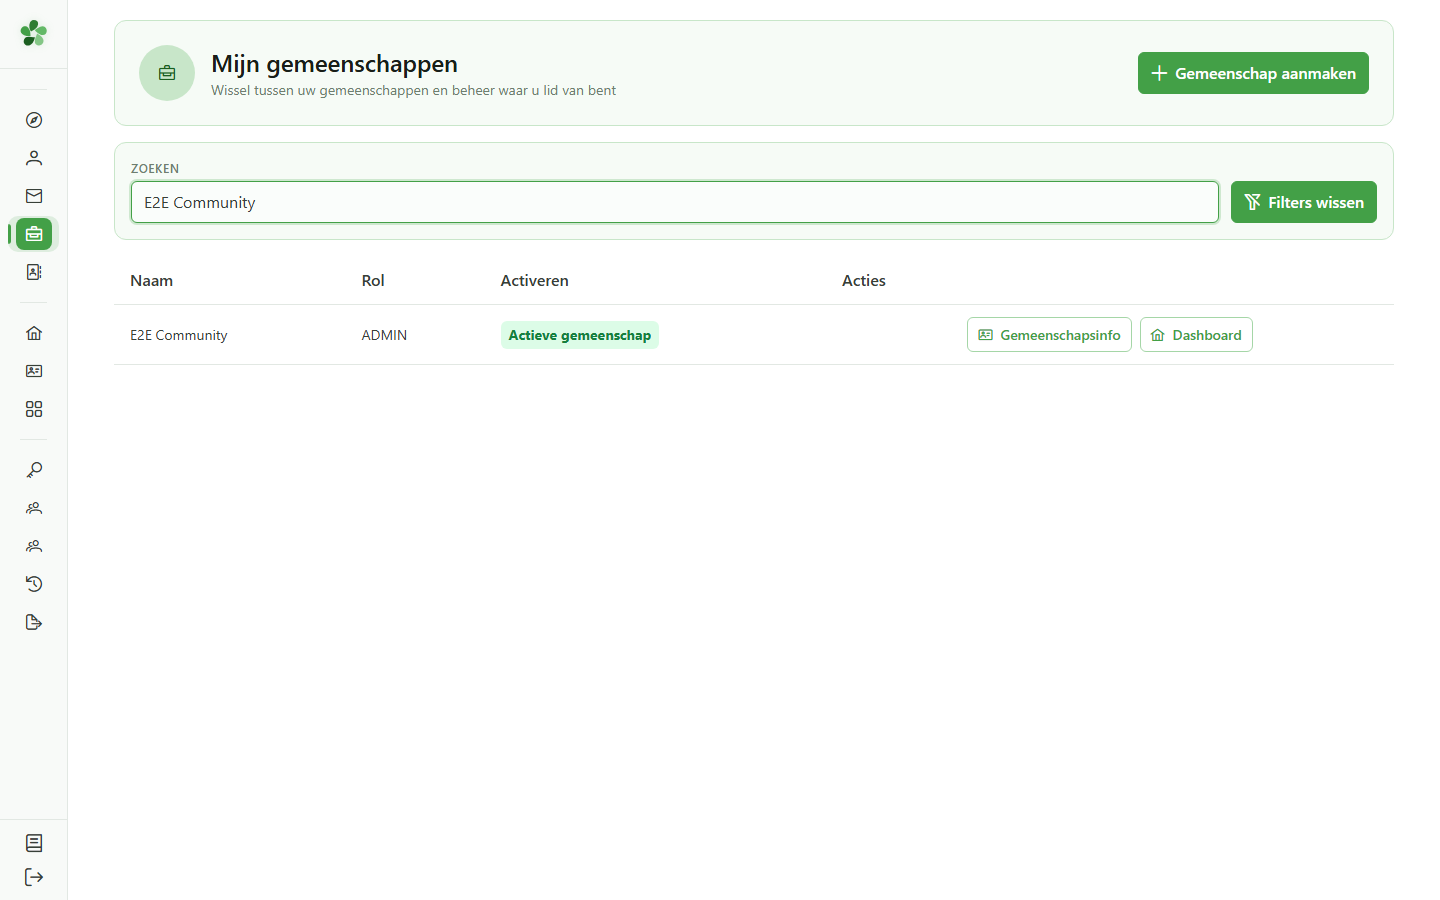 Mijn gemeenschappen
Wissel tussen uw gemeenschappen en beheer waar u lid van bent
Gemeenschap aanmaken
ZOEKEN
E2E Community
Filters wissen
Naam Rol Activeren Acties
E2E Community ADMIN Actieve gemeenschap Gemeenschapsinfo Dashboard